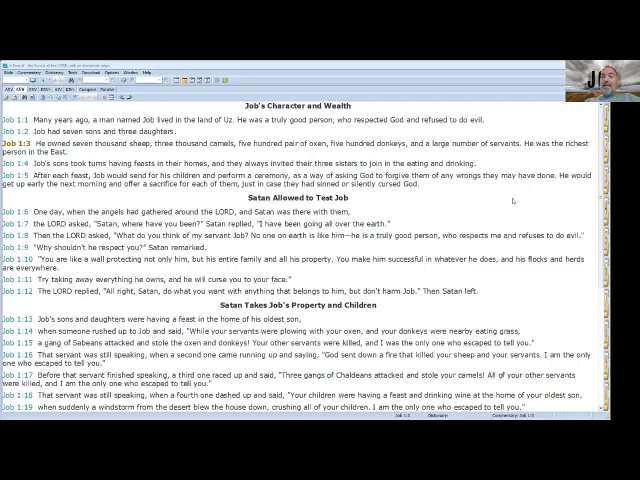 Bible Commentary Dictionary Tools Download Options Window Help
Compare Parallel
Job's Character and Wealth
Job 1:1 Many years ago, a man named Job lived in the land of Uz. He was a truly good person, who respected God and refused to do evil.
Job 1:2 Job had seven sons and three daughters.
Job 1:3 He owned seven thousand sheep, three thousand camels, five hundred pair of oxen, five hundred donkeys, and a large number of servants. He was the richest
person in the East.
Job 1:4 Job's sons took turns having feasts in their homes, and they always invited their three sisters to join in the eating and drinking.
Job 1:5 After each feast, Job would send for his children and perform a ceremony, as a way of asking God to forgive them of any wrongs they may have done. He would
get up early the next morning and offer a sacrifice for each of them, just in case they had sinned or silently cursed God.
Satan Allowed to Test Job
Job 1:6 One day, when the angels had gathered around the LORD, and Satan was there with them,
Job 1:7 the LORD asked, "Satan, where have you been?" Satan replied, "I have been going all over the earth."
Job 1:8 Then the LORD asked, "What do you think of my servant Job? No one on earth is like him—he is a truly good person, who respects me and refuses to do evil."
Job 1:9 "Why shouldn't he respect you?" Satan remarked.
Job 1:10 "You are like a wall protecting not only him, but his entire family and all his property. You make him successful in whatever he does, and his flocks and herds
are everywhere.
Job 1:11 Try taking away everything he owns, and he will curse you to your face."
Job 1:12 The LORD replied, "All right, Satan, do what you want with anything that belongs to him, but don't harm Job." Then Satan left.
Satan Takes Job's Property and Children
Job 1:13 Job's sons and daughters were having a feast in the home of his oldest son,
Job 1:14 when someone rushed up to Job and said, "While your servants were plowing with your oxen, and your donkeys were nearby eating grass,
Job 1:15 a gang of Sabeans attacked and stole the oxen and donkeys! Your other servants were killed, and I was the only one who escaped to tell you."
Job 1:16 That servant was still speaking, when a second one came running up and saying, "God sent down a fire that killed your sheep and your servants. I am the only
one who escaped to tell you."
Job 1:17 Before that servant finished speaking, a third one raced up and said, "Three gangs of Chaldeans attacked and stole your camels! All of your other servants
were killed, and I am the only one who escaped to tell you."
Job 1:18 That servant was still speaking, when a fourth one dashed up and said, "Your children were having a feast and drinking wine at the home of your oldest son,
Job 1:19 when suddenly a windstorm from the desert blew the house down, crushing all of your children. I am the only one who escaped to tell you."
Job 1:3 Dictionary: Commentary: Job 1:3